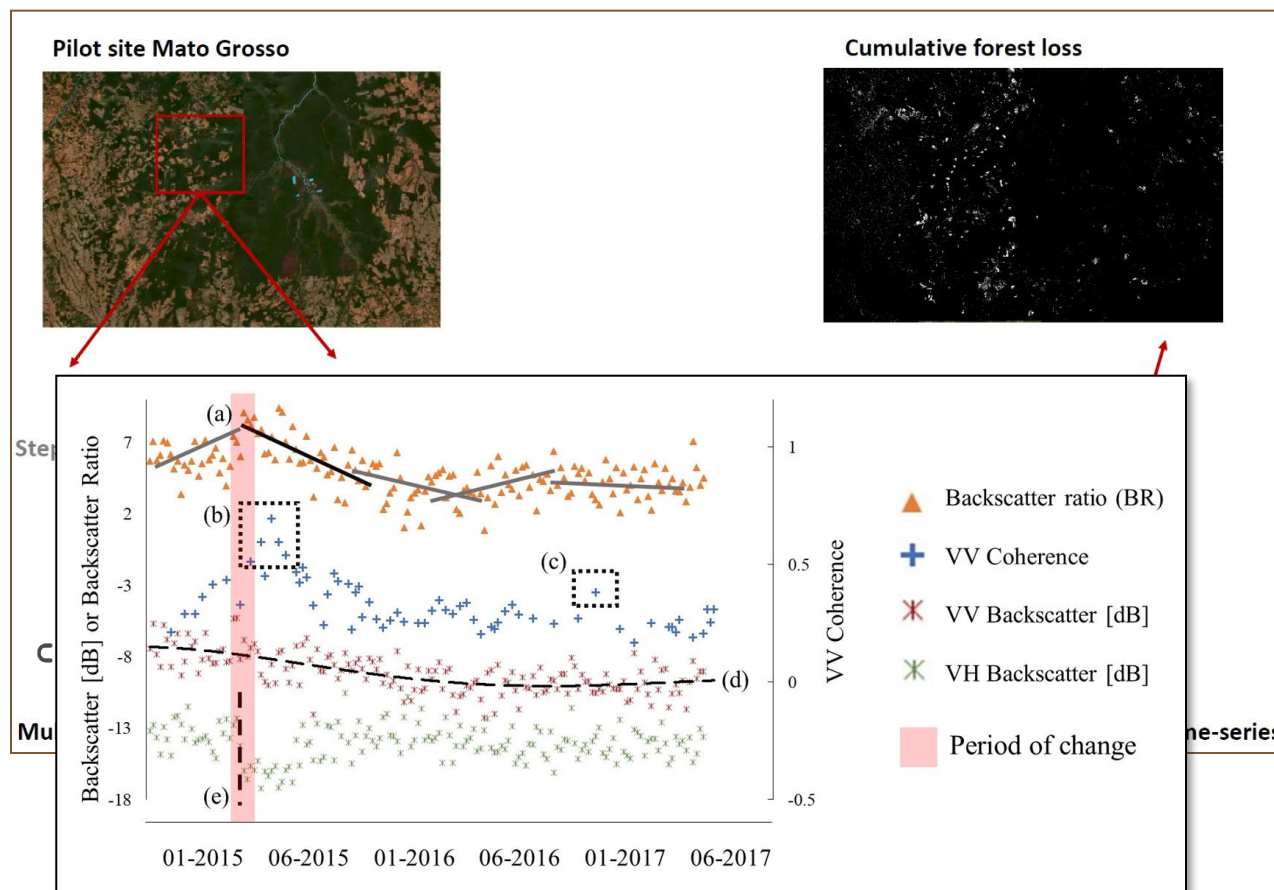 Pilot site Mato Grosso
Cumulative forest loss
Step
C
Mu
me-series
Backscatter [dB] or Backscatter Ratio
7
2
-3
-8
-13
-18
(a)
(b)
(c)
(d)
(e)
1
0.5
0
-0.5
VV Coherence
01-2015 06-2015 01-2016 06-2016 01-2017 06-2017
Backscatter ratio (BR)
VV Coherence
VV Backscatter [dB]
VH Backscatter [dB]
Period of change